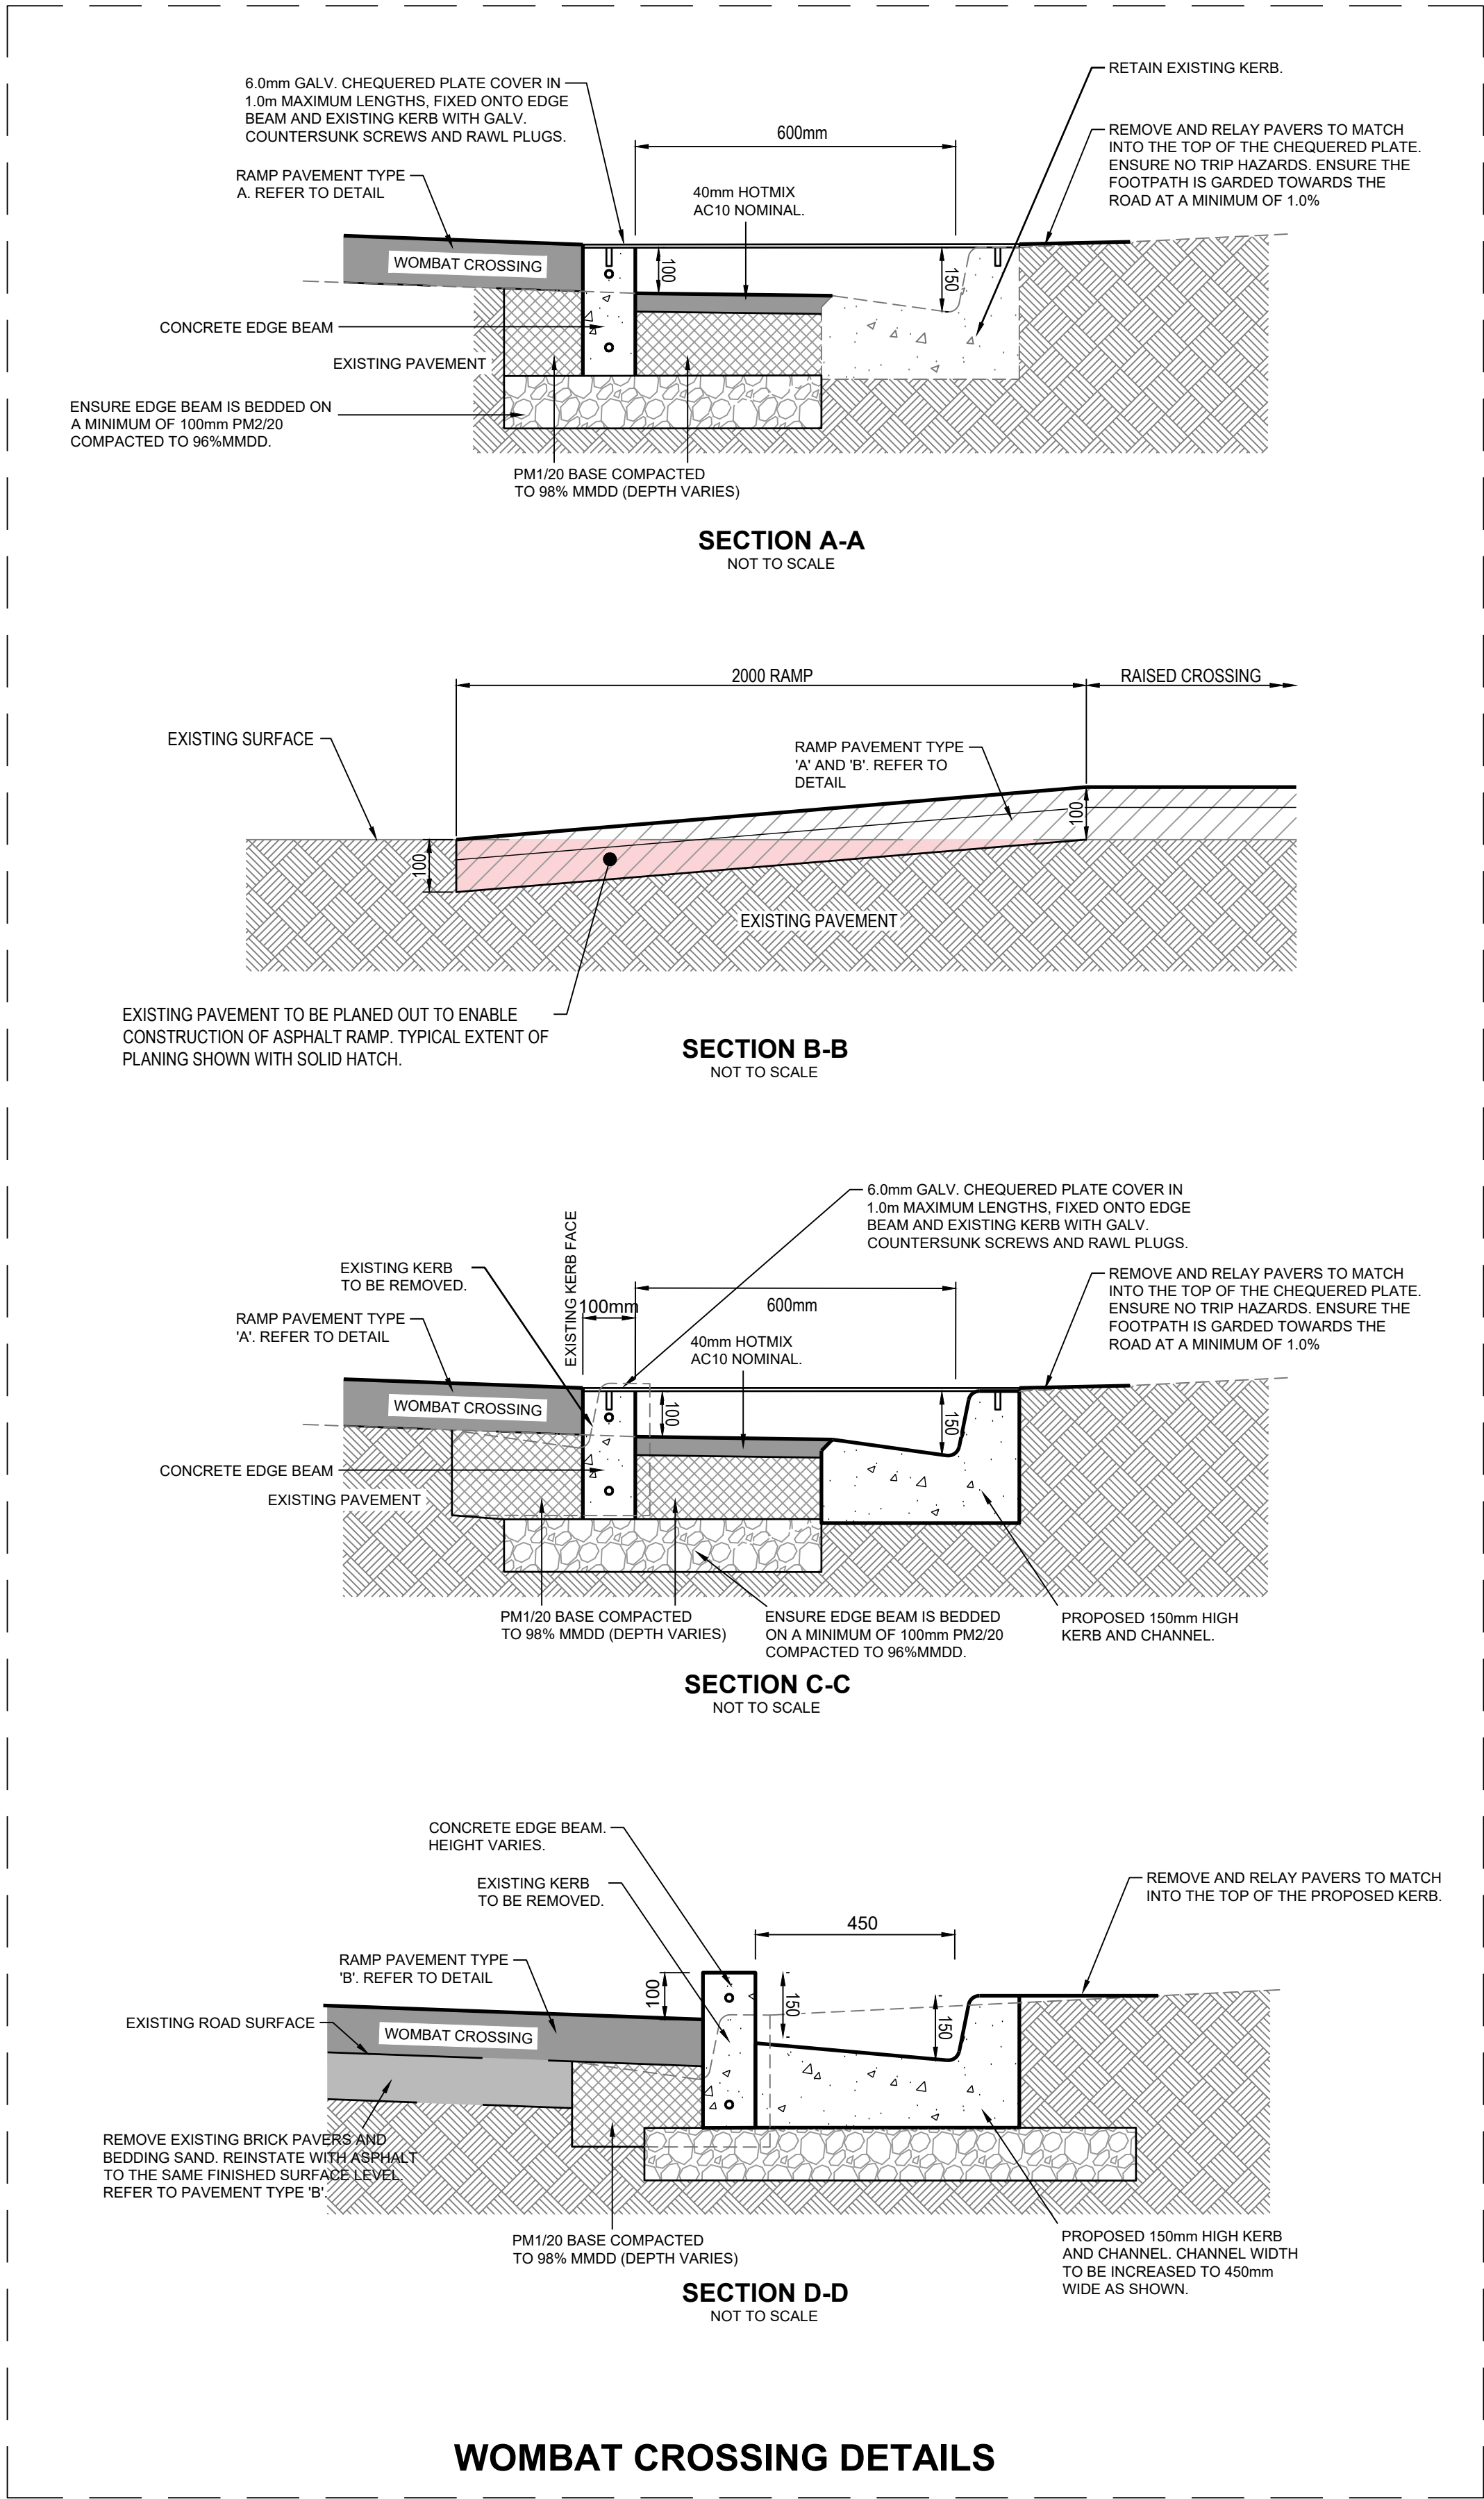 6.0mm GALV. CHEQUERED PLATE COVER IN
1.0m MAXIMUM LENGTHS, FIXED ONTO EDGE
BEAM AND EXISTING KERB WITH GALV.
COUNTERSUNK SCREWS AND RAWL PLUGS.
RETAIN EXISTING KERB.
600mm
REMOVE AND RELAY PAVERS TO MATCH
INTO THE TOP OF THE CHEQUERED PLATE.
ENSURE NO TRIP HAZARDS. ENSURE THE
FOOTPATH IS GARDED TOWARDS THE
ROAD AT A MINIMUM OF 1.0%
RAMP PAVEMENT TYPE
A. REFER TO DETAIL
40mm HOTMIX
AC10 NOMINAL.
WOMBAT CROSSING
100
150
CONCRETE EDGE BEAM
EXISTING PAVEMENT
ENSURE EDGE BEAM IS BEDDED ON
A MINIMUM OF 100mm PM2/20
COMPACTED TO 96%MMDD.
PM1/20 BASE COMPACTED
TO 98% MMDD (DEPTH VARIES)
SECTION A-A
NOT TO SCALE
2000 RAMP
RAISED CROSSING
EXISTING SURFACE
RAMP PAVEMENT TYPE
'A' AND 'B'. REFER TO
DETAIL
100
100
EXISTING PAVEMENT
EXISTING PAVEMENT TO BE PLANED OUT TO ENABLE
CONSTRUCTION OF ASPHALT RAMP. TYPICAL EXTENT OF
PLANING SHOWN WITH SOLID HATCH.
SECTION B-B
NOT TO SCALE
6.0mm GALV. CHEQUERED PLATE COVER IN
1.0m MAXIMUM LENGTHS, FIXED ONTO EDGE
BEAM AND EXISTING KERB WITH GALV.
COUNTERSUNK SCREWS AND RAWL PLUGS.
EXISTING KERB FACE
EXISTING KERB
TO BE REMOVED.
REMOVE AND RELAY PAVERS TO MATCH
INTO THE TOP OF THE CHEQUERED PLATE.
ENSURE NO TRIP HAZARDS. ENSURE THE
FOOTPATH IS GARDED TOWARDS THE
ROAD AT A MINIMUM OF 1.0%
100mm
600mm
RAMP PAVEMENT TYPE
'A'. REFER TO DETAIL
40mm HOTMIX
AC10 NOMINAL.
WOMBAT CROSSING
100
150
CONCRETE EDGE BEAM
EXISTING PAVEMENT
PM1/20 BASE COMPACTED
TO 98% MMDD (DEPTH VARIES)
ENSURE EDGE BEAM IS BEDDED
ON A MINIMUM OF 100mm PM2/20
COMPACTED TO 96%MMDD.
PROPOSED 150mm HIGH
KERB AND CHANNEL.
SECTION C-C
NOT TO SCALE
CONCRETE EDGE BEAM.
HEIGHT VARIES.
EXISTING KERB
TO BE REMOVED.
REMOVE AND RELAY PAVERS TO MATCH
INTO THE TOP OF THE PROPOSED KERB.
450
RAMP PAVEMENT TYPE
'B'. REFER TO DETAIL
100
150
150
EXISTING ROAD SURFACE
WOMBAT CROSSING
REMOVE EXISTING BRICK PAVERS AND
BEDDING SAND. REINSTATE WITH ASPHALT
TO THE SAME FINISHED SURFACE LEVEL.
REFER TO PAVEMENT TYPE 'B'.
PM1/20 BASE COMPACTED
TO 98% MMDD (DEPTH VARIES)
PROPOSED 150mm HIGH KERB
AND CHANNEL. CHANNEL WIDTH
TO BE INCREASED TO 450mm
WIDE AS SHOWN.
SECTION D-D
NOT TO SCALE
WOMBAT CROSSING DETAILS